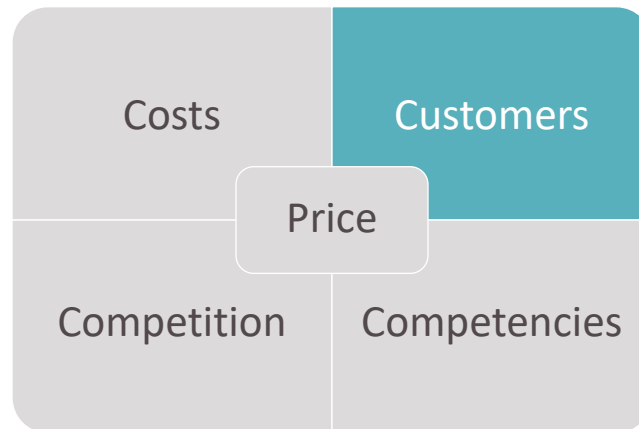 Costs
Customers
Price
Competition
Competencies